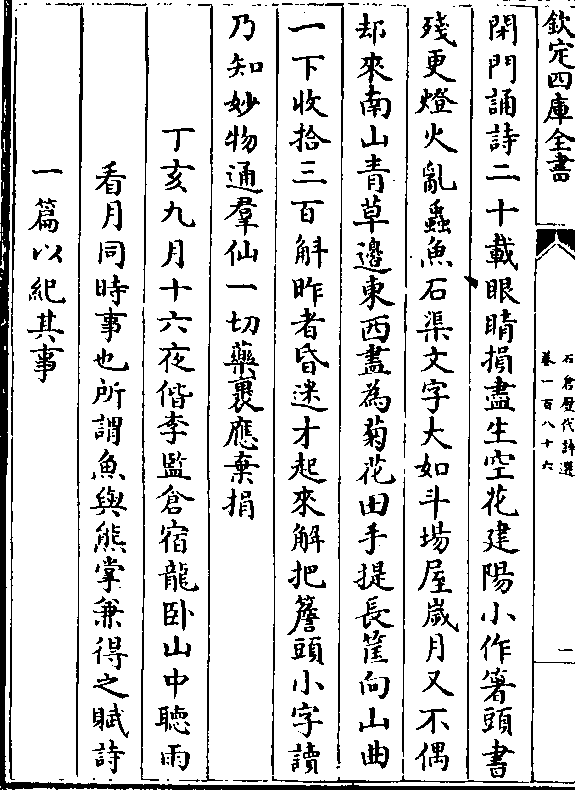 欽定四庫全書
石倉歷代詩選
卷一百八十六
一
閉門誦詩二十載眼睛損盡生空花建陽小作箸頭書
殘更燈火亂蟲魚石渠文字大如斗場屋歲月又不偶
却來南山青草邊東西盡為菊花田手提長筐向山曲
一下收拾三百斛昨者昏迷才起來解把簷頭小字讀
乃知妙物通羣仙一切藥裹應棄捐
丁亥九月十六夜偕李監倉宿龍卧山中聽雨
看月同時事也所謂魚與熊掌兼得之賦詩
一篇以紀其事